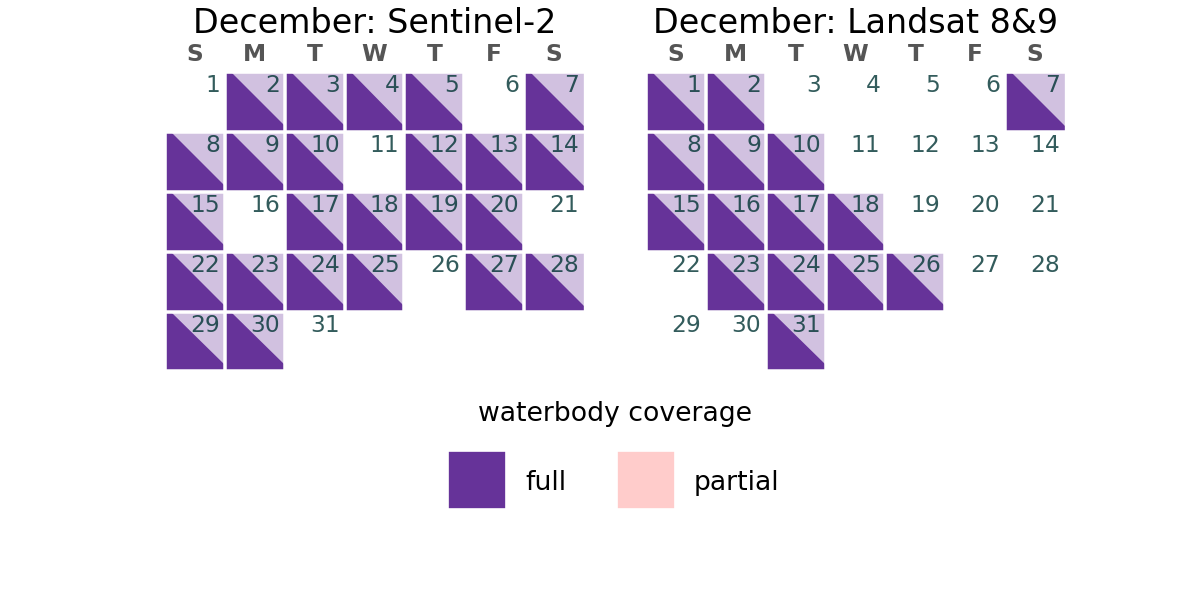 December: Sentinel-2
S M T W T F S
1 2 3 4 5 6 7
8 9 10 11 12 13 14
15 16 17 18 19 20 21
22 23 24 25 26 27 28
29 30 31
December: Landsat 8&9
S M T W T F S
1 2 3 4 5 6 7
8 9 10 11 12 13 14
15 16 17 18 19 20 21
22 23 24 25 26 27 28
29 30 31
waterbody coverage
full
partial